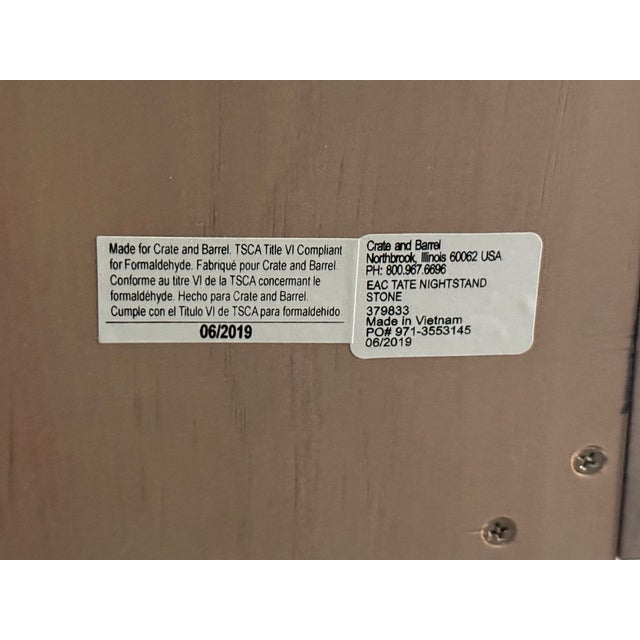 Made for Crate and Barrel. TSCA Title VI Compliant
for Formaldehyde. Fabriqué pour Crate and Barrel.
Conforme au titre VI de la TSCA concernant le
formaldéhyde. Hecho para Crate and Barrel.
Cumple con el Titulo VI de TSCA para formaldehido.
06/2019
Crate and Barrel
Northbrook, Illinois 60062 USA
PH: 800.967.6696
EAC TATE NIGHTSTAND
STONE
379833
Made in Vietnam
PO# 971-3553145
06/2019